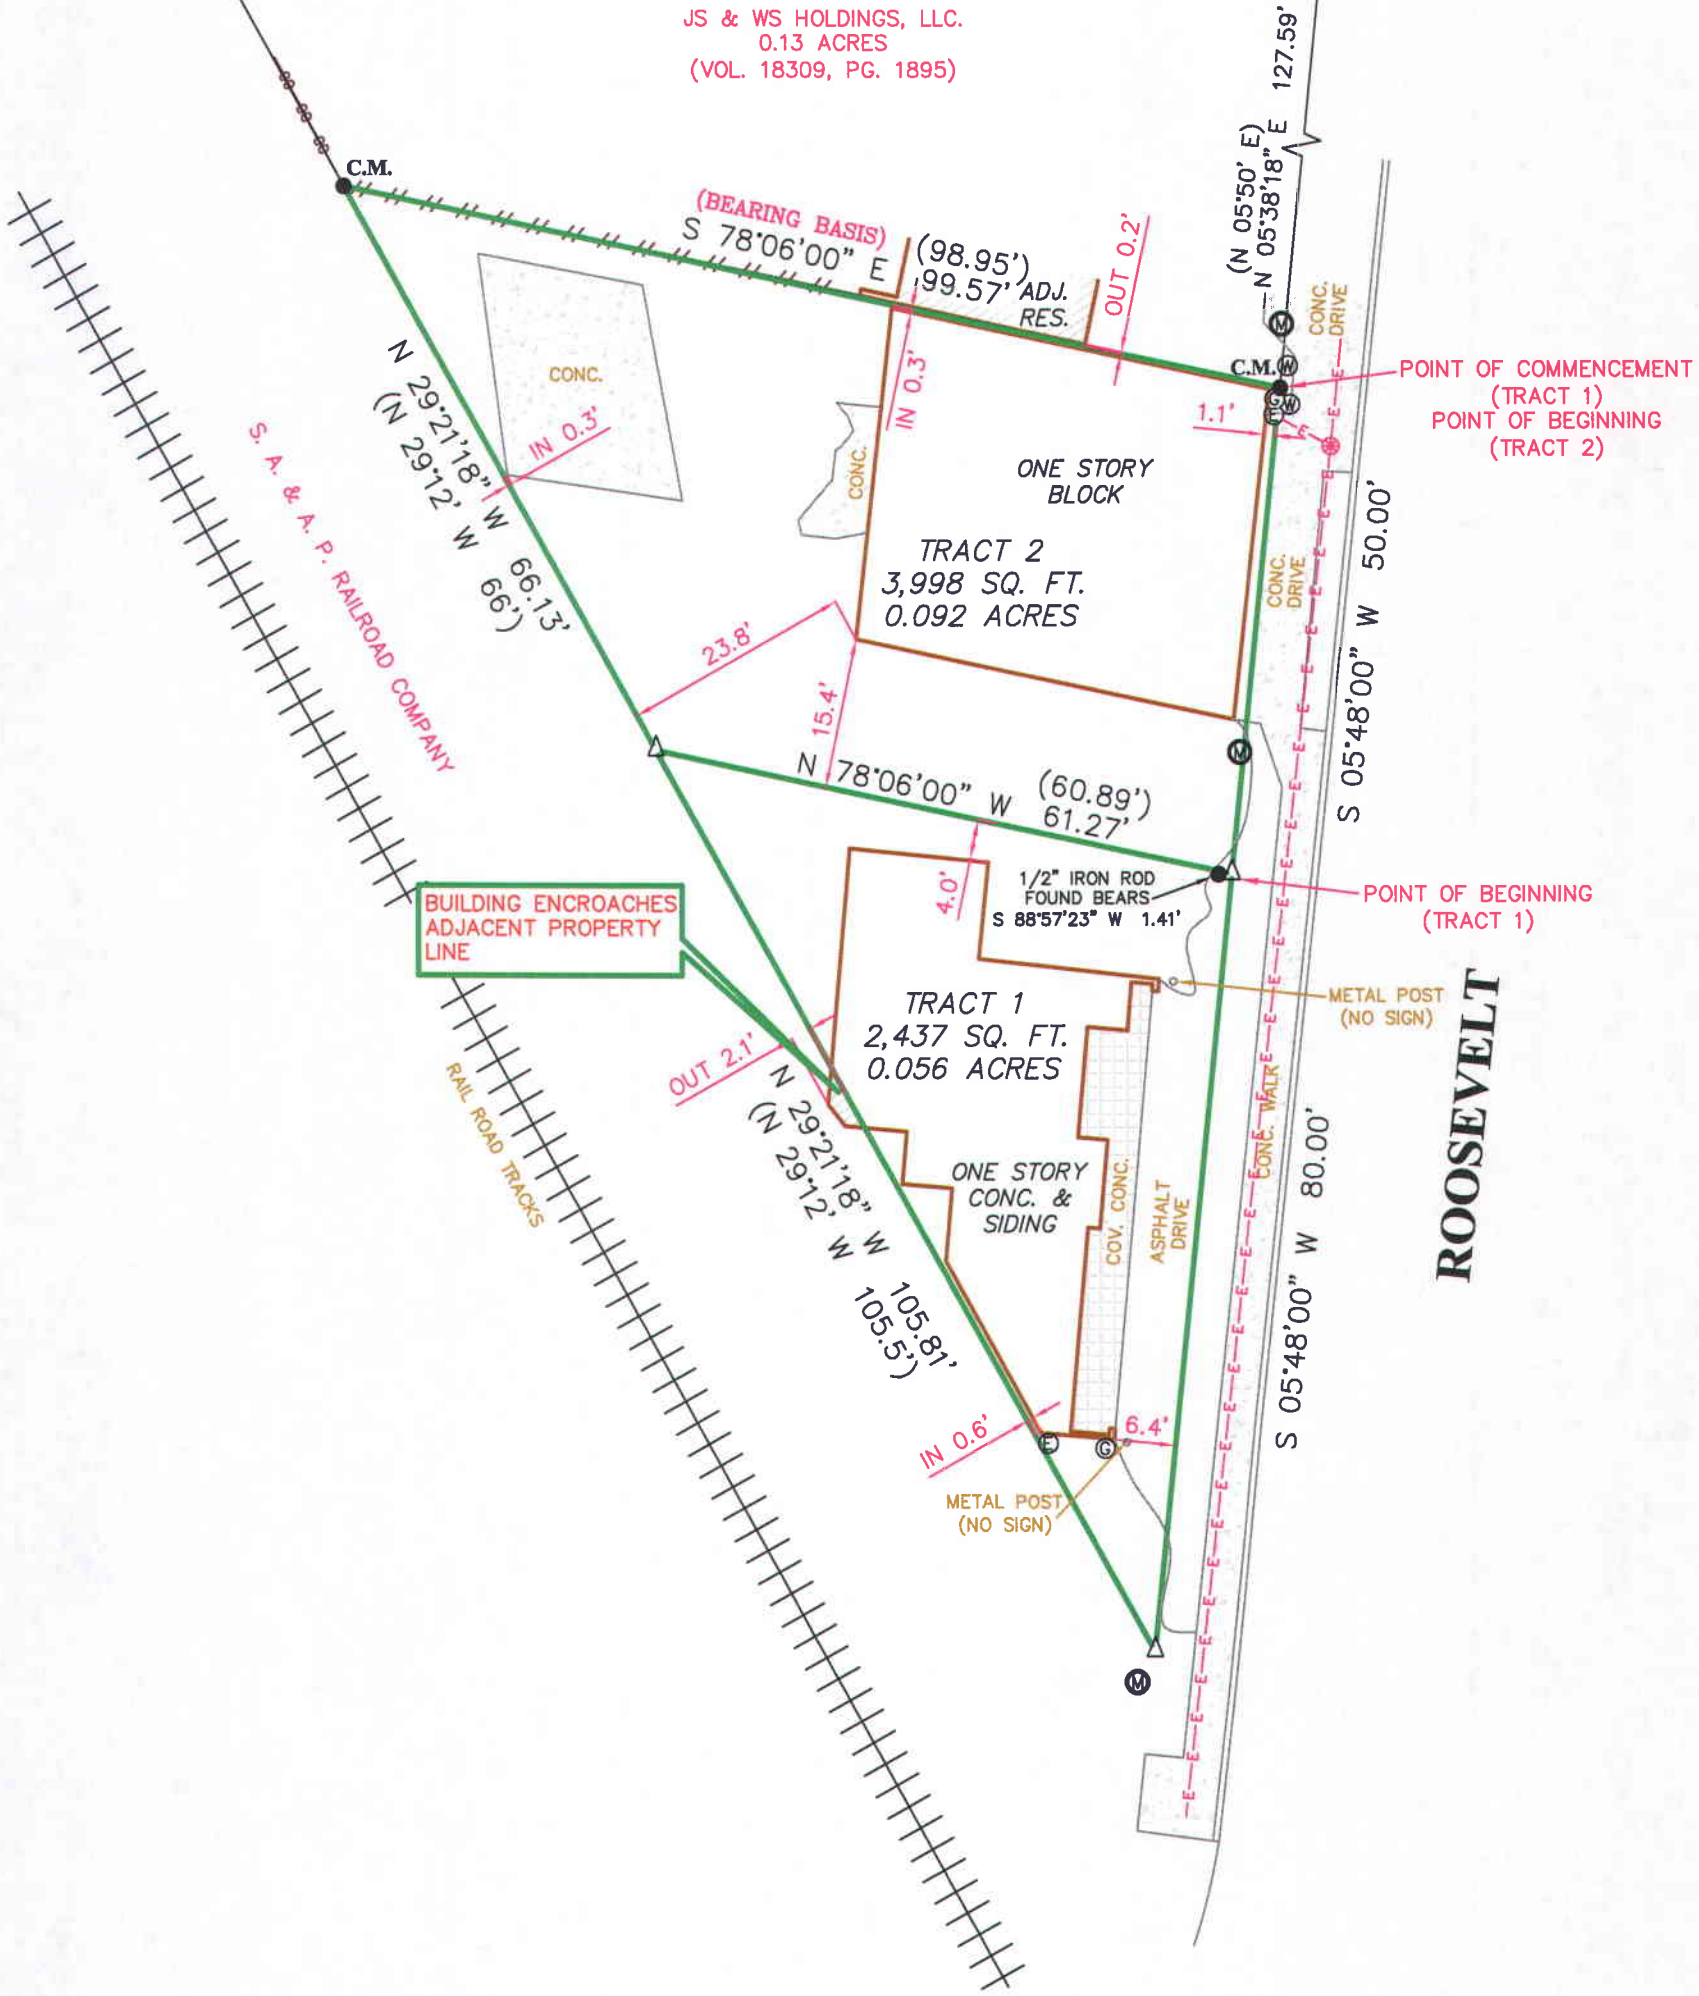 JS & WS HOLDINGS, LLC.
0.13 ACRES
(VOL. 18309, PG. 1895)
127.59'
(N 05°50' E)
N 05°38'18" E
C.M.
(BEARING BASIS)
S 78°06'00" E
(98.95')
99.57'
ADJ.
RES.
OUT 0.2'
CONC.
DRIVE
M
W
C.M.
G
W
E
POINT OF COMMENCEMENT
(TRACT 1)
POINT OF BEGINNING
(TRACT 2)
1.1'
IN 0.3'
CONC.
IN 0.3'
CONC.
N 29°21'18" W 66.13'
(N 29°12' W 66')
S. A. & A. P. RAILROAD COMPANY
ONE STORY
BLOCK
TRACT 2
3,998 SQ. FT.
0.092 ACRES
CONC.
DRIVE
S 05°48'00" W 50.00'
23.8'
15.4'
M
N 78°06'00" W
(60.89')
61.27'
4.0'
1/2" IRON ROD
FOUND BEARS
S 88°57'23" W 1.41'
POINT OF BEGINNING
(TRACT 1)
BUILDING ENCROACHES
ADJACENT PROPERTY
LINE
METAL POST
(NO SIGN)
ROOSEVELT
TRACT 1
2,437 SQ. FT.
0.056 ACRES
OUT 2.1'
RAIL ROAD TRACKS
N 29°21'18" W 105.81'
(N 29°12' W 105.5')
ONE STORY
CONC. &
SIDING
COV. CONC.
ASPHALT
DRIVE
CONC. WALK
S 05°48'00" W 80.00'
IN 0.6'
E
G
6.4'
METAL POST
(NO SIGN)
M